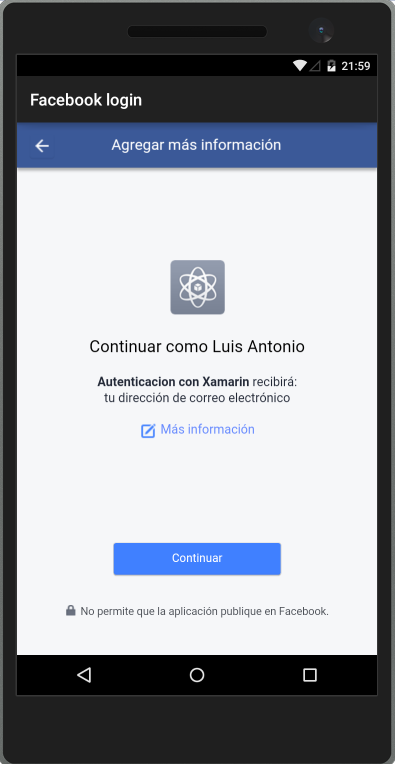 21:59
Facebook login
Agregar más información
Continuar como Luis Antonio
Autenticacion con Xamarin recibirá:
tu dirección de correo electrónico
Más información
Continuar
No permite que la aplicación publique en Facebook.